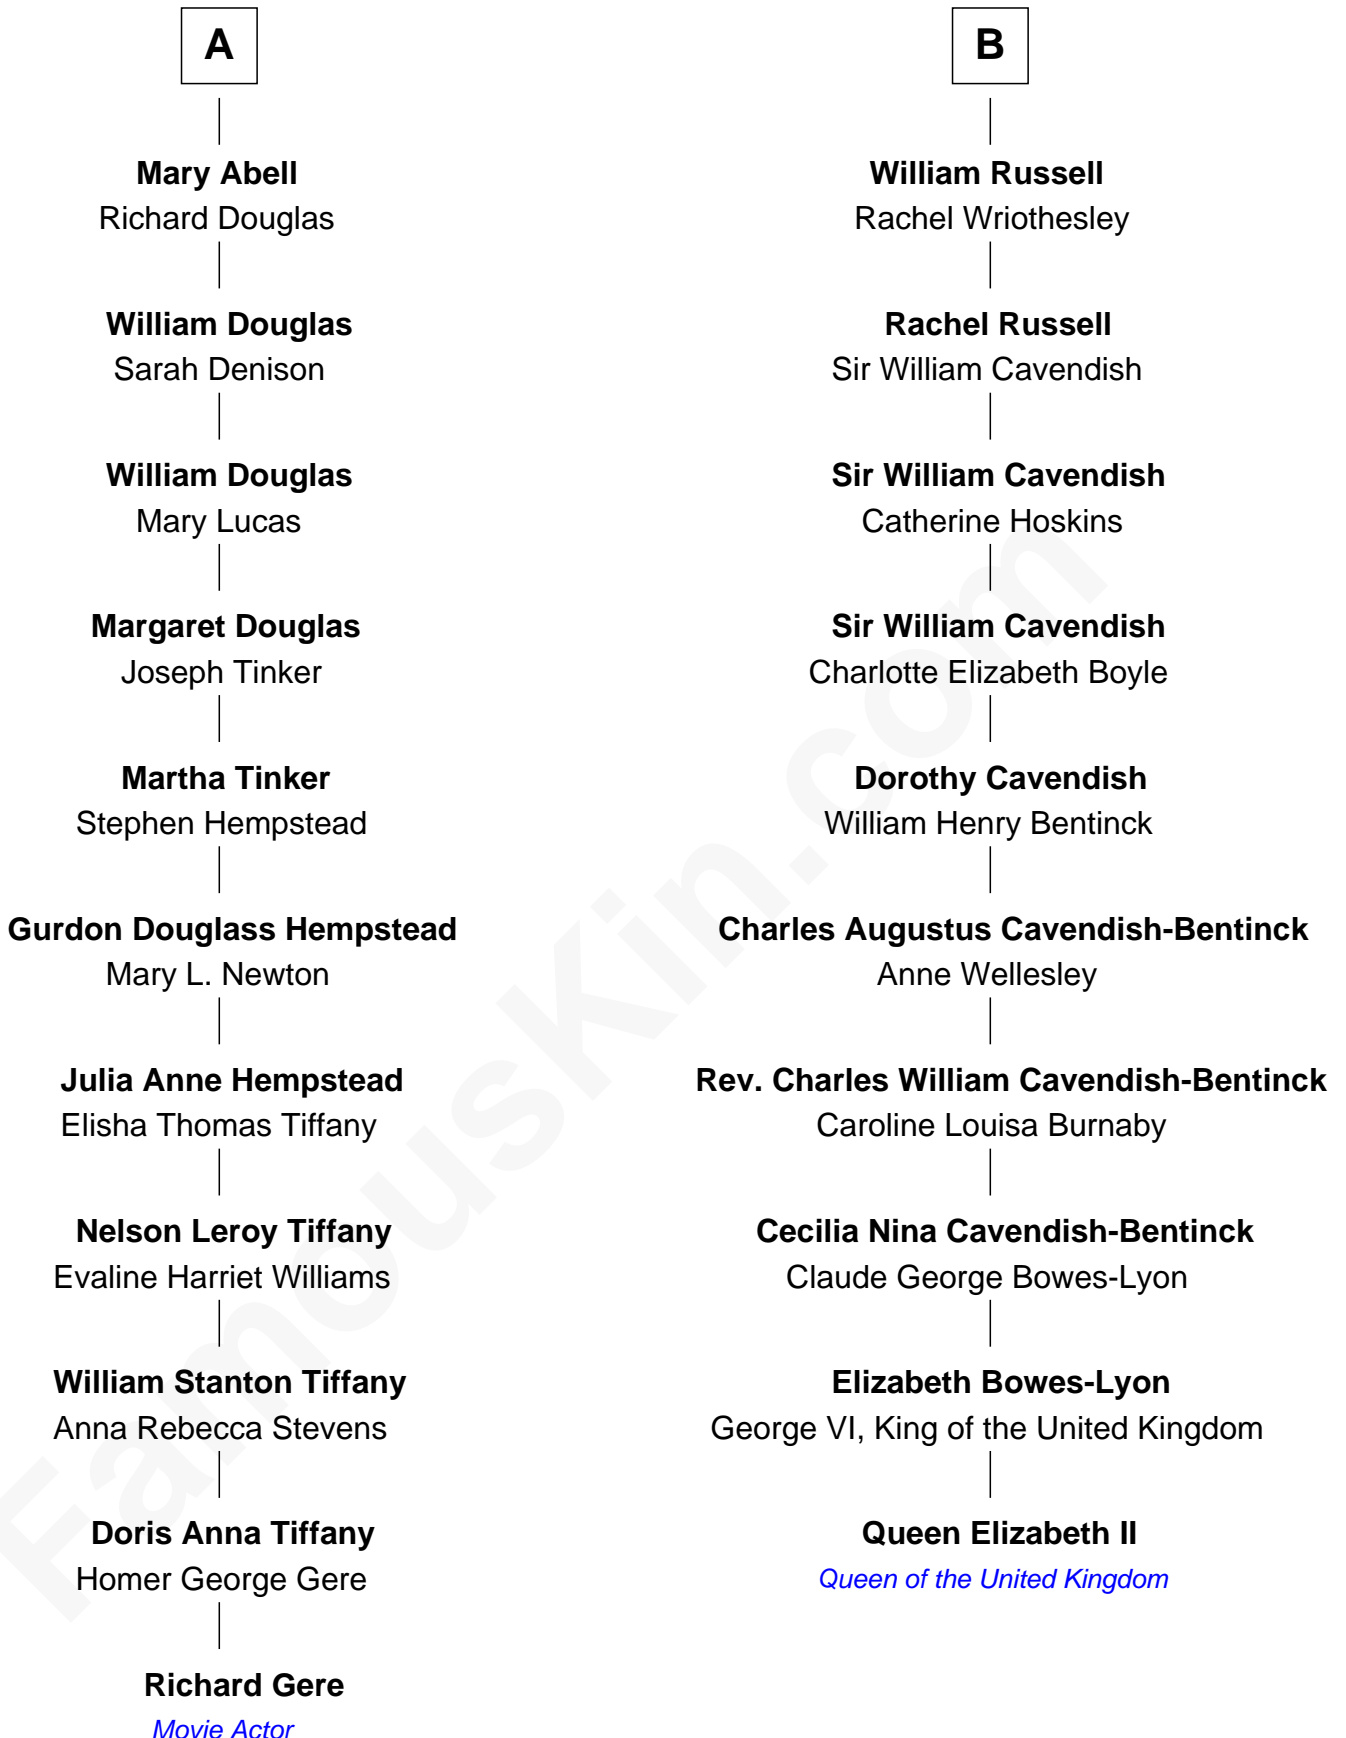 A
B
Mary Abell
Richard Douglas
William Russell
Rachel Wriothesley
William Douglas
Sarah Denison
Rachel Russell
Sir William Cavendish
William Douglas
Mary Lucas
Sir William Cavendish
Catherine Hoskins
Margaret Douglas
Joseph Tinker
Sir William Cavendish
Charlotte Elizabeth Boyle
Martha Tinker
Stephen Hempstead
Dorothy Cavendish
William Henry Bentinck
Gurdon Douglass Hempstead
Mary L. Newton
Charles Augustus Cavendish-Bentinck
Anne Wellesley
Julia Anne Hempstead
Elisha Thomas Tiffany
Rev. Charles William Cavendish-Bentinck
Caroline Louisa Burnaby
Nelson Leroy Tiffany
Evaline Harriet Williams
Cecilia Nina Cavendish-Bentinck
Claude George Bowes-Lyon
William Stanton Tiffany
Anna Rebecca Stevens
Elizabeth Bowes-Lyon
George VI, King of the United Kingdom
Doris Anna Tiffany
Homer George Gere
Queen Elizabeth II
Queen of the United Kingdom
Richard Gere
Movie Actor
FamousKin.com